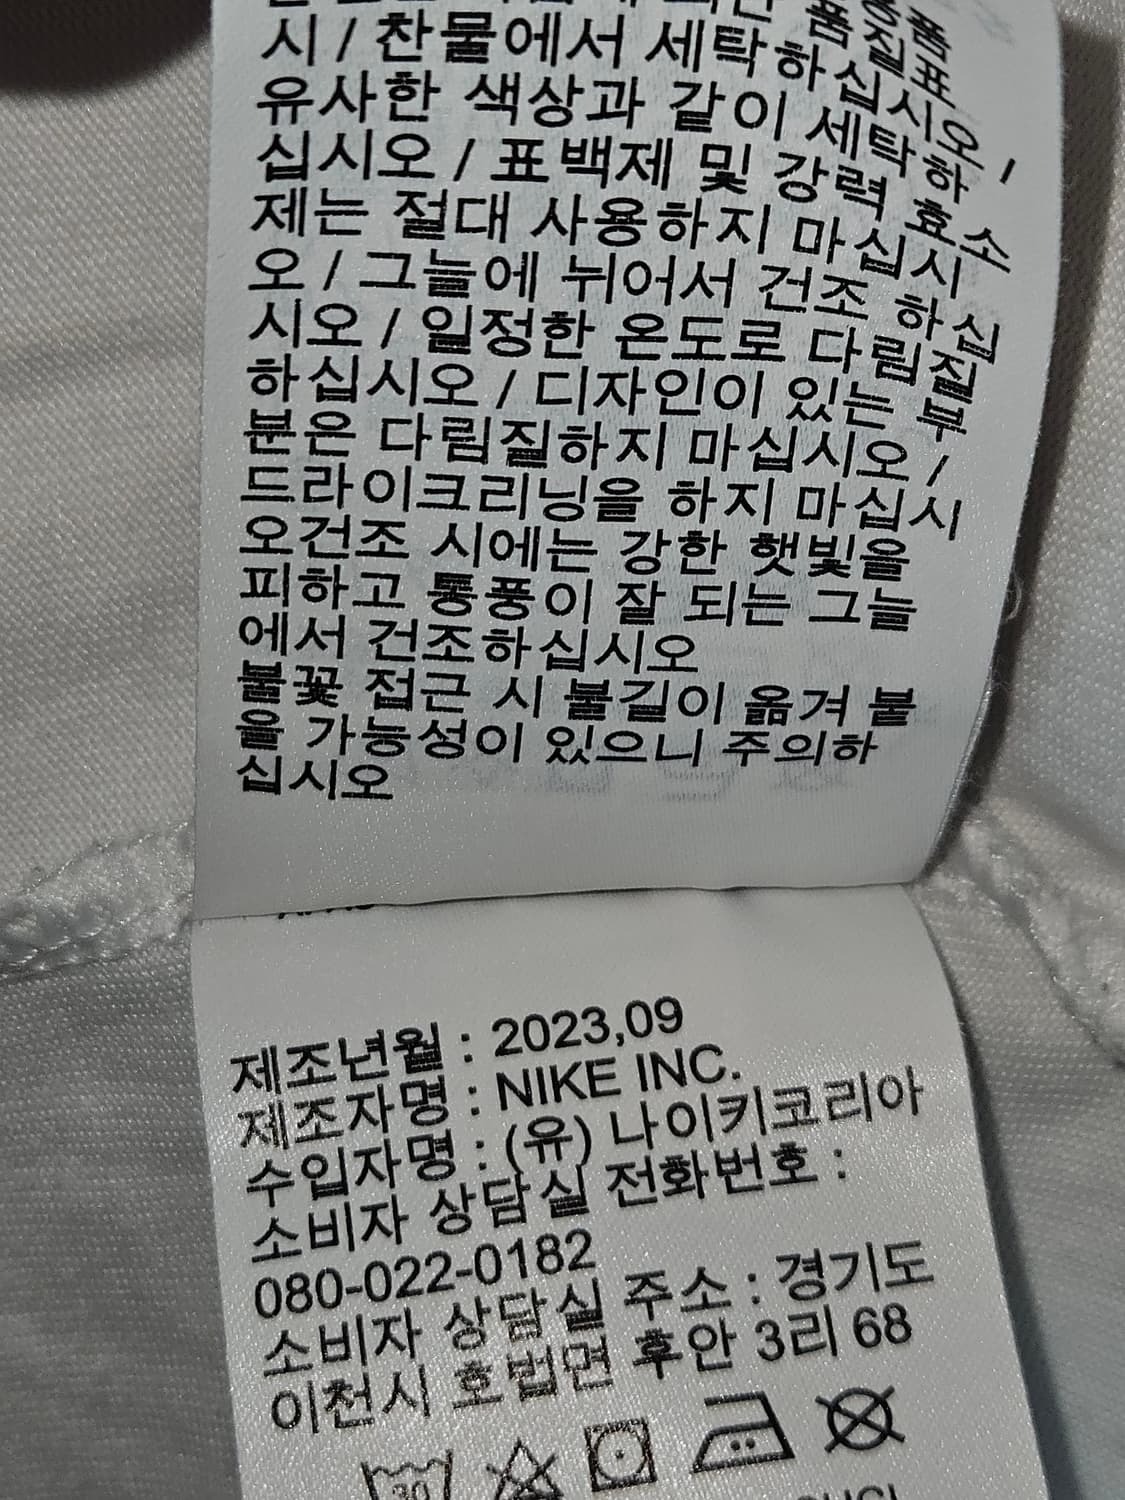 품
품질표
시 / 찬물에서 세탁하십시오 /
유사한 색상과 같이 세탁하
십시오 / 표백제 및 강력 효소
제는 절대 사용하지 마십시
오 / 그늘에 뉘어서 건조 하십
시오 / 일정한 온도로 다림질
하십시오 / 디자인이 있는 부
분은 다림질하지 마십시오 /
드라이크리닝을 하지 마십시
오건조 시에는 강한 햇빛을
피하고 통풍이 잘 되는 그늘
에서 건조하십시오
불꽃 접근 시 불길이 옮겨 붙
을 가능성이 있으니 주의하
십시오
제조년월 : 2023,09
제조자명 : NIKE INC.
수입자명 : (유) 나이키코리아
소비자 상담실 전화번호 :
080-022-0182
소비자 상담실 주소 : 경기도
이천시 호법면 후안 3리 68
30